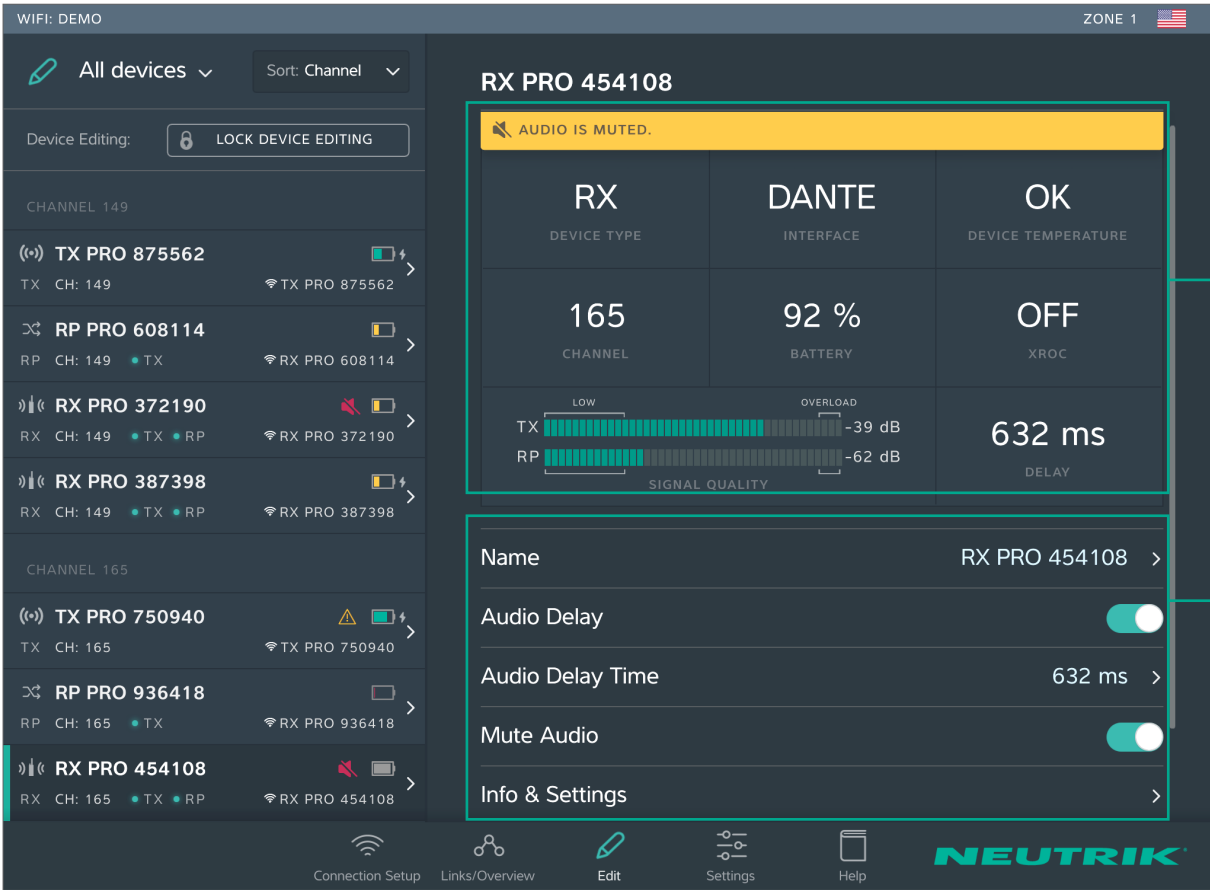 WIFI: DEMO
ZONE 1
All devices
Sort: Channel
Device Editing:
LOCK DEVICE EDITING
CHANNEL 149
TX PRO 875562
TX CH: 149
TX PRO 875562
RP PRO 608114
RP CH: 149 TX
RX PRO 608114
RX PRO 372190
RX CH: 149 TX RP
RX PRO 372190
RX PRO 387398
RX CH: 149 TX RP
RX PRO 387398
CHANNEL 165
TX PRO 750940
TX CH: 165
TX PRO 750940
RP PRO 936418
RP CH: 165 TX
RX PRO 936418
RX PRO 454108
RX CH: 165 TX RP
RX PRO 454108
RX PRO 454108
AUDIO IS MUTED.
RX
DEVICE TYPE
DANTE
INTERFACE
OK
DEVICE TEMPERATURE
165
CHANNEL
92 %
BATTERY
OFF
XROC
LOW
OVERLOAD
TX -39 dB
RP -62 dB
SIGNAL QUALITY
632 ms
DELAY
Name
RX PRO 454108
Audio Delay
Audio Delay Time
632 ms
Mute Audio
Info & Settings
Connection Setup
Links/Overview
Edit
Settings
Help
NEUTRIK